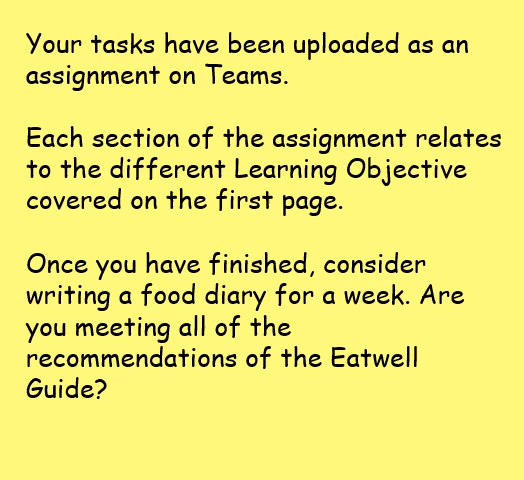 Your tasks have been uploaded as an
assignment on Teams.
Each section of the assignment relates
to the different Learning Objective
covered on the first page.
Once you have finished, consider
writing a food diary for a week. Are
you meeting all of the
recommendations of the Eatwell
Guide?